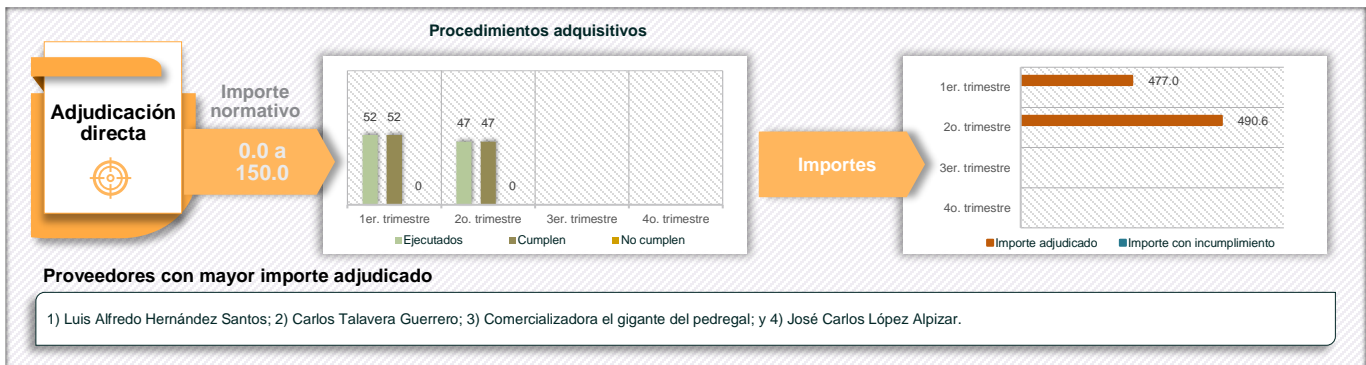 Procedimientos adquisitivos
Adjudicación
directa
Importe
normativo
0.0 a
150.0
52 52
0
47 47
0
1er. trimestre 2o. trimestre 3er. trimestre 4o. trimestre
Ejecutados Cumplen No cumplen
Importes
1er. trimestre 477.0
2o. trimestre 490.6
3er. trimestre
4o. trimestre
Importe adjudicado Importe con incumplimiento
Proveedores con mayor importe adjudicado
1) Luis Alfredo Hernández Santos; 2) Carlos Talavera Guerrero; 3) Comercializadora el gigante del pedregal; y 4) José Carlos López Alpizar.